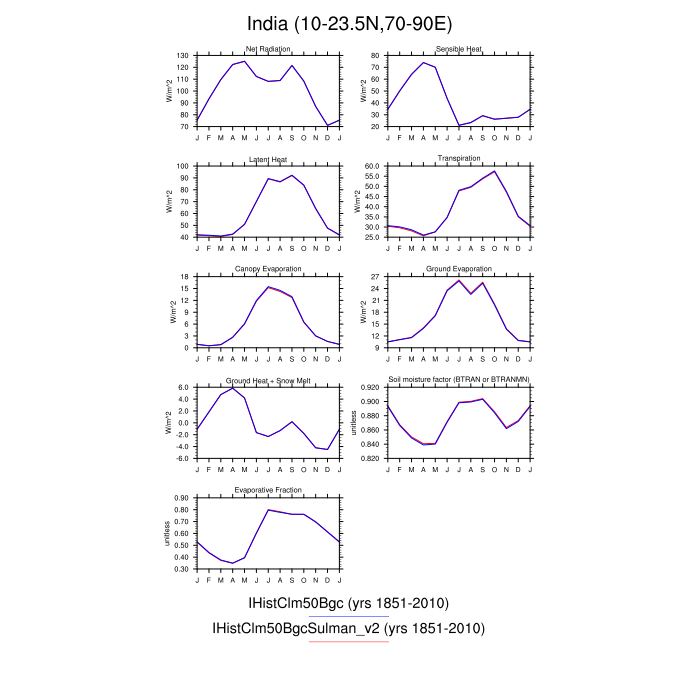 India (10-23.5N,70-90E)
Net Radiation
W/m^2
130
120
110
100
90
80
70
J F M A M J J A S O N D J
Sensible Heat
W/m^2
80
70
60
50
40
30
20
J F M A M J J A S O N D J
Latent Heat
W/m^2
100
90
80
70
60
50
40
J F M A M J J A S O N D J
Transpiration
W/m^2
60.0
55.0
50.0
45.0
40.0
35.0
30.0
25.0
J F M A M J J A S O N D J
Canopy Evaporation
W/m^2
18
15
12
9
6
3
0
J F M A M J J A S O N D J
Ground Evaporation
W/m^2
27
24
21
18
15
12
9
J F M A M J J A S O N D J
Ground Heat + Snow Melt
W/m^2
6.0
4.0
2.0
0.0
-2.0
-4.0
-6.0
J F M A M J J A S O N D J
Soil moisture factor (BTRAN or BTRANMN)
unitless
0.920
0.900
0.880
0.860
0.840
0.820
J F M A M J J A S O N D J
Evaporative Fraction
unitless
0.90
0.80
0.70
0.60
0.50
0.40
0.30
J F M A M J J A S O N D J
IHistClm50Bgc (yrs 1851-2010)
IHistClm50BgcSulman_v2 (yrs 1851-2010)